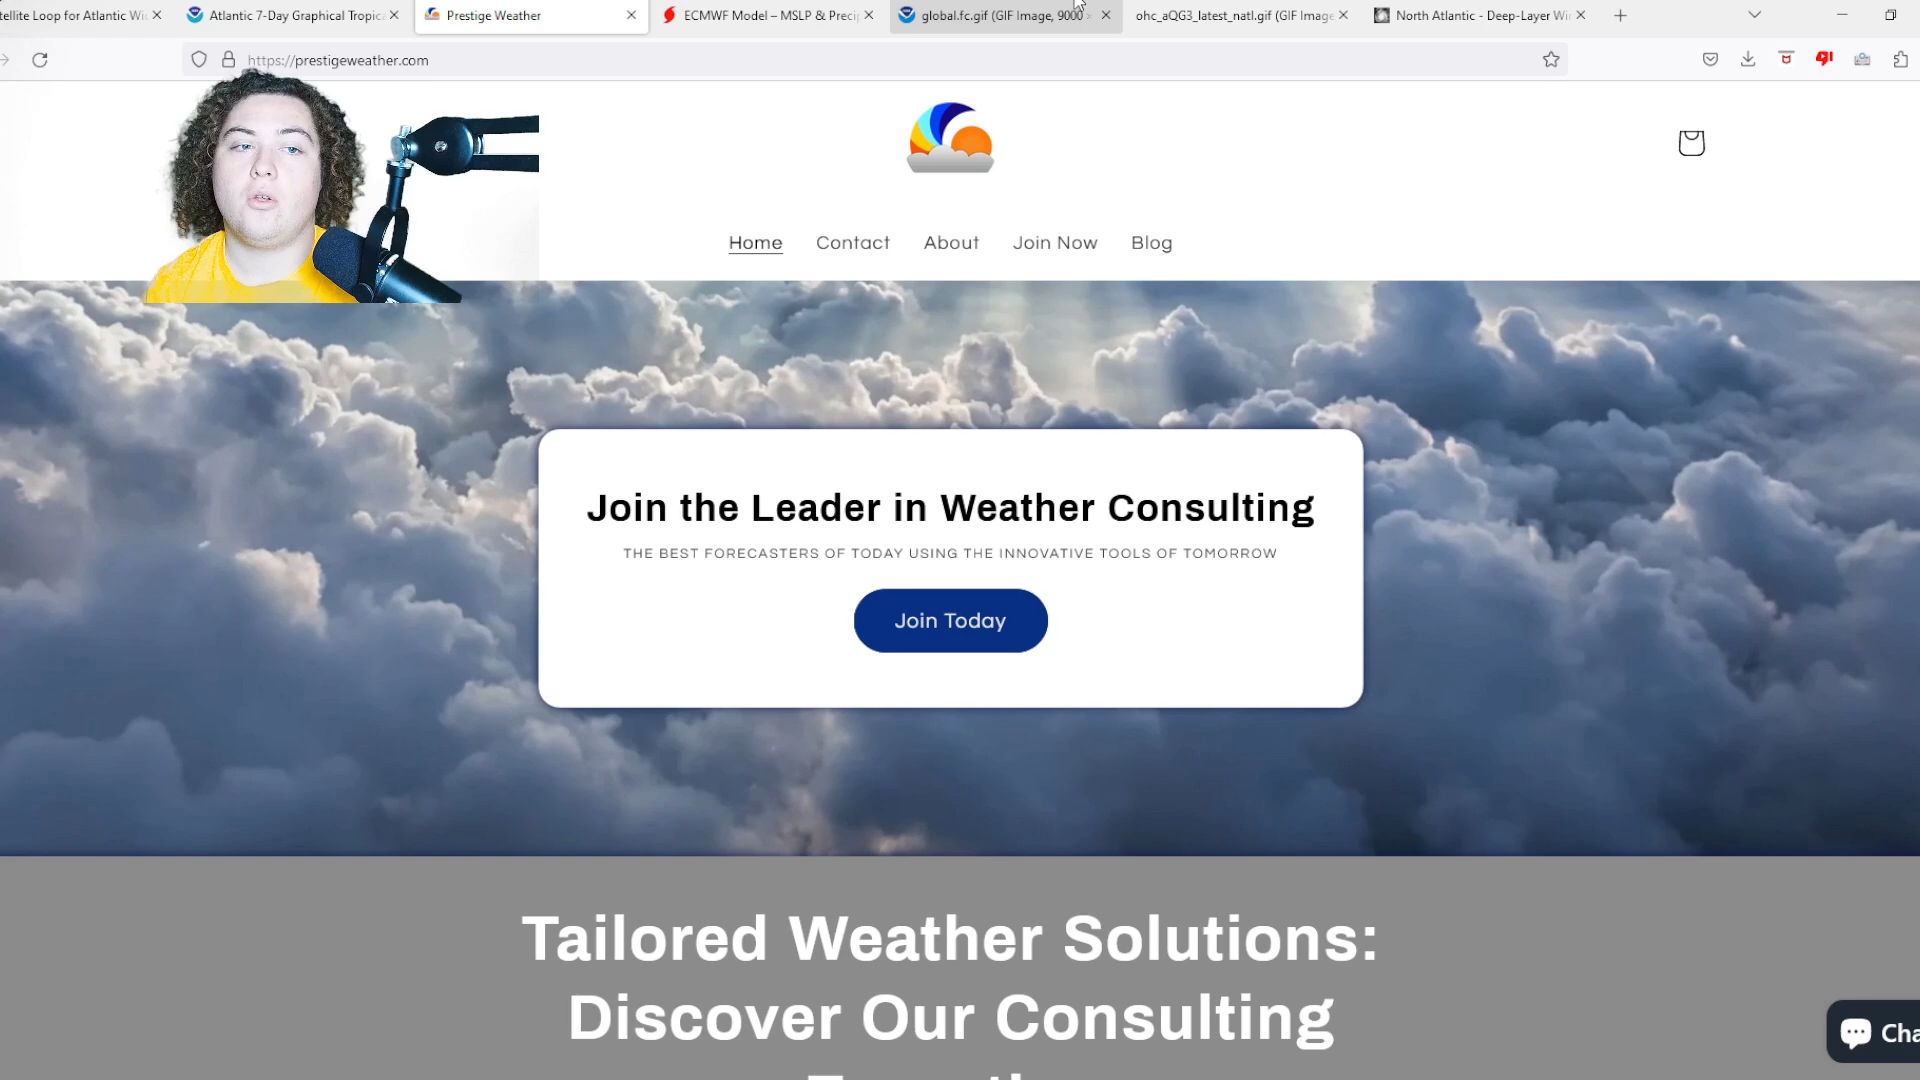 tellite Loop for Atlantic Wi
Atlantic 7-Day Graphical Tropic
Prestige Weather
ECMWF Model – MSLP & Precip
global.fc.gif (GIF Image, 9000 ×
ohc_aQG3_latest_natl.gif (GIF Image
North Atlantic - Deep-Layer Wi
https://prestigeweather.com
Home
Contact
About
Join Now
Blog
Join the Leader in Weather Consulting
THE BEST FORECASTERS OF TODAY USING THE INNOVATIVE TOOLS OF TOMORROW
Join Today
Tailored Weather Solutions:
Discover Our Consulting
Cha